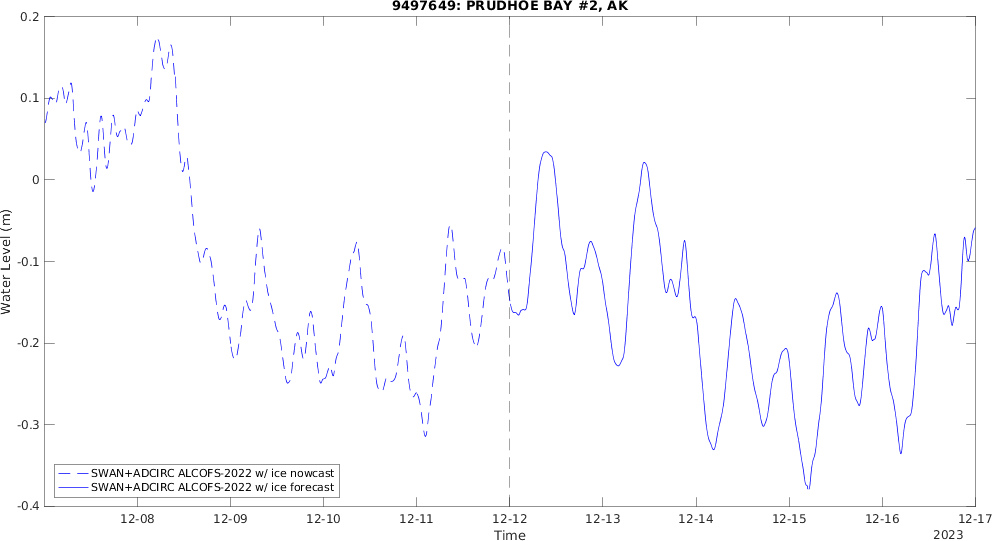 9497649: PRUDHOE BAY #2, AK
0.2
0.1
0
-0.1
-0.2
-0.3
-0.4
Water Level (m)
SWAN+ADCIRC ALCOFS-2022 w/ ice nowcast
SWAN+ADCIRC ALCOFS-2022 w/ ice forecast
12-08 12-09 12-10 12-11 12-12 12-13 12-14 12-15 12-16 12-17
Time
2023